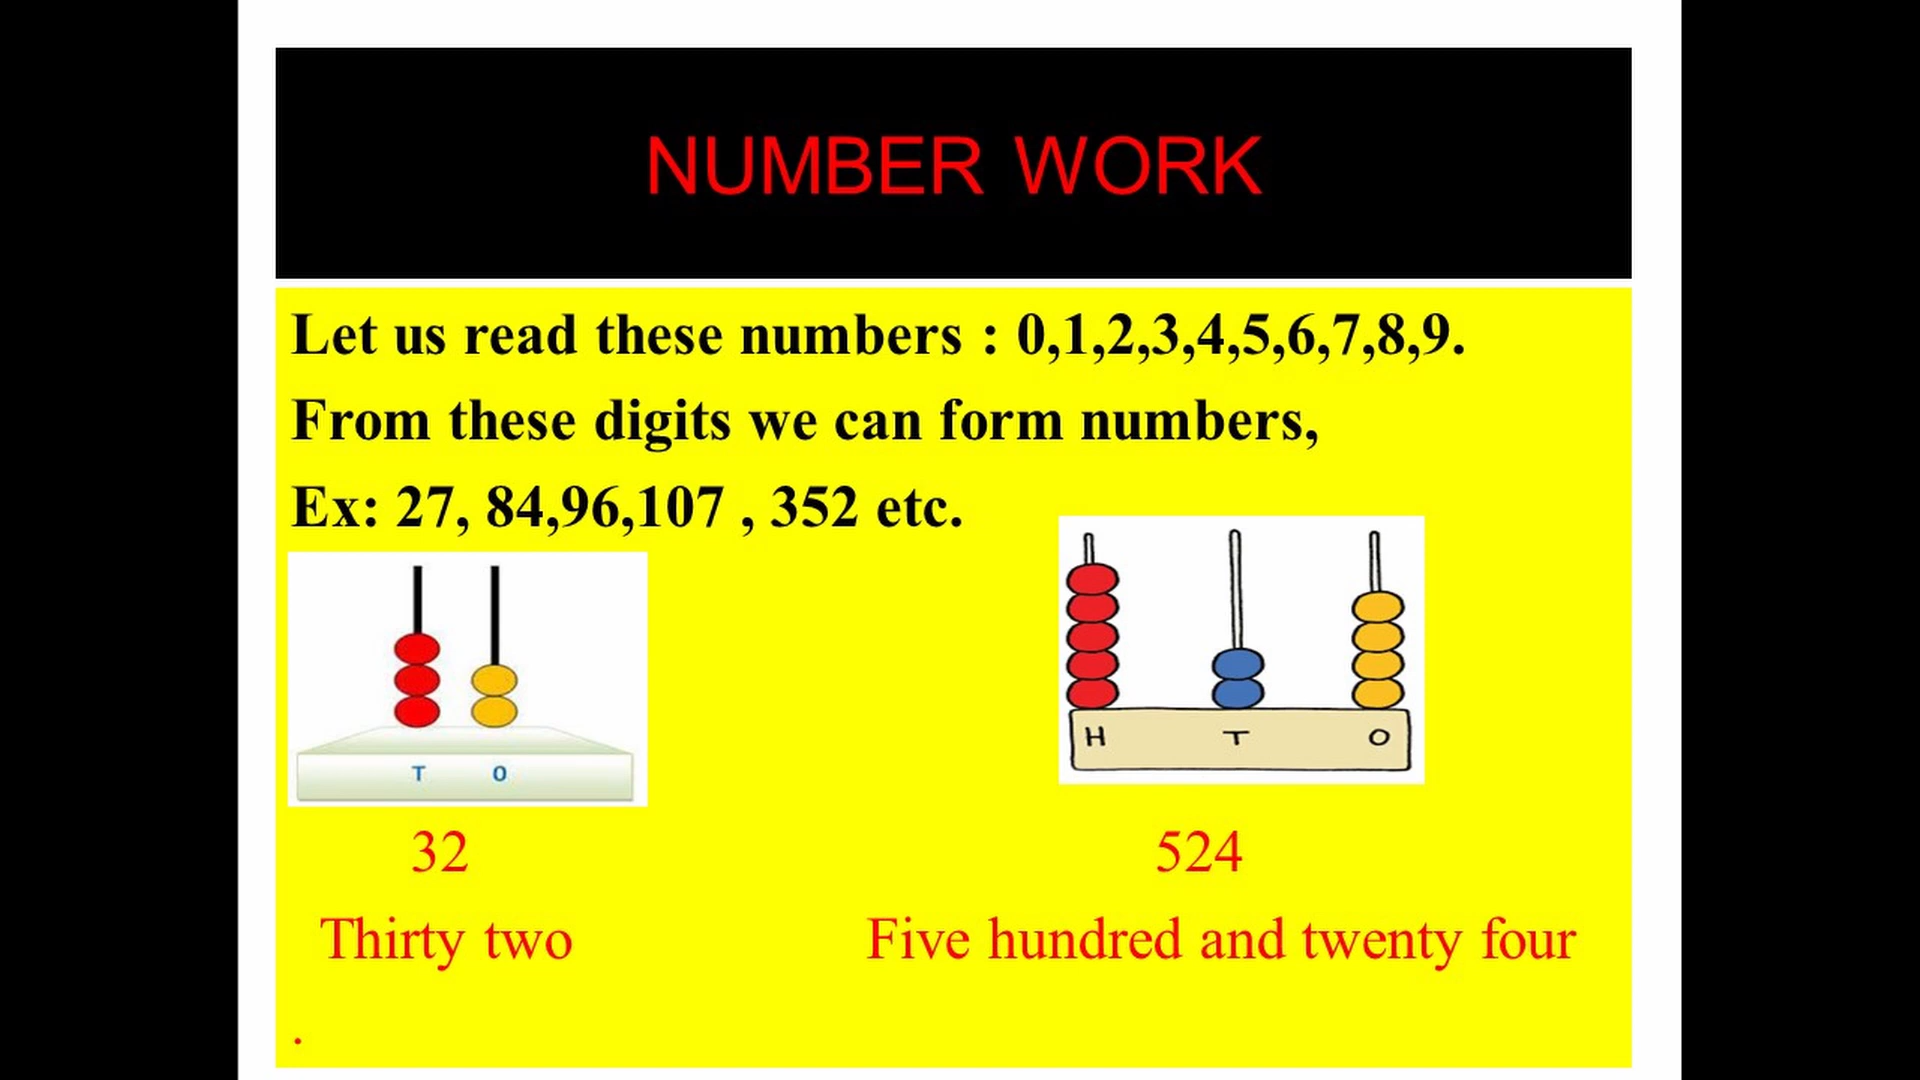 NUMBER WORK
Let us read these numbers : 0,1,2,3,4,5,6,7,8,9.
From these digits we can form numbers,
Ex: 27, 84,96,107 , 352 etc.
T O
H T O
32 524
Thirty two Five hundred and twenty four
.